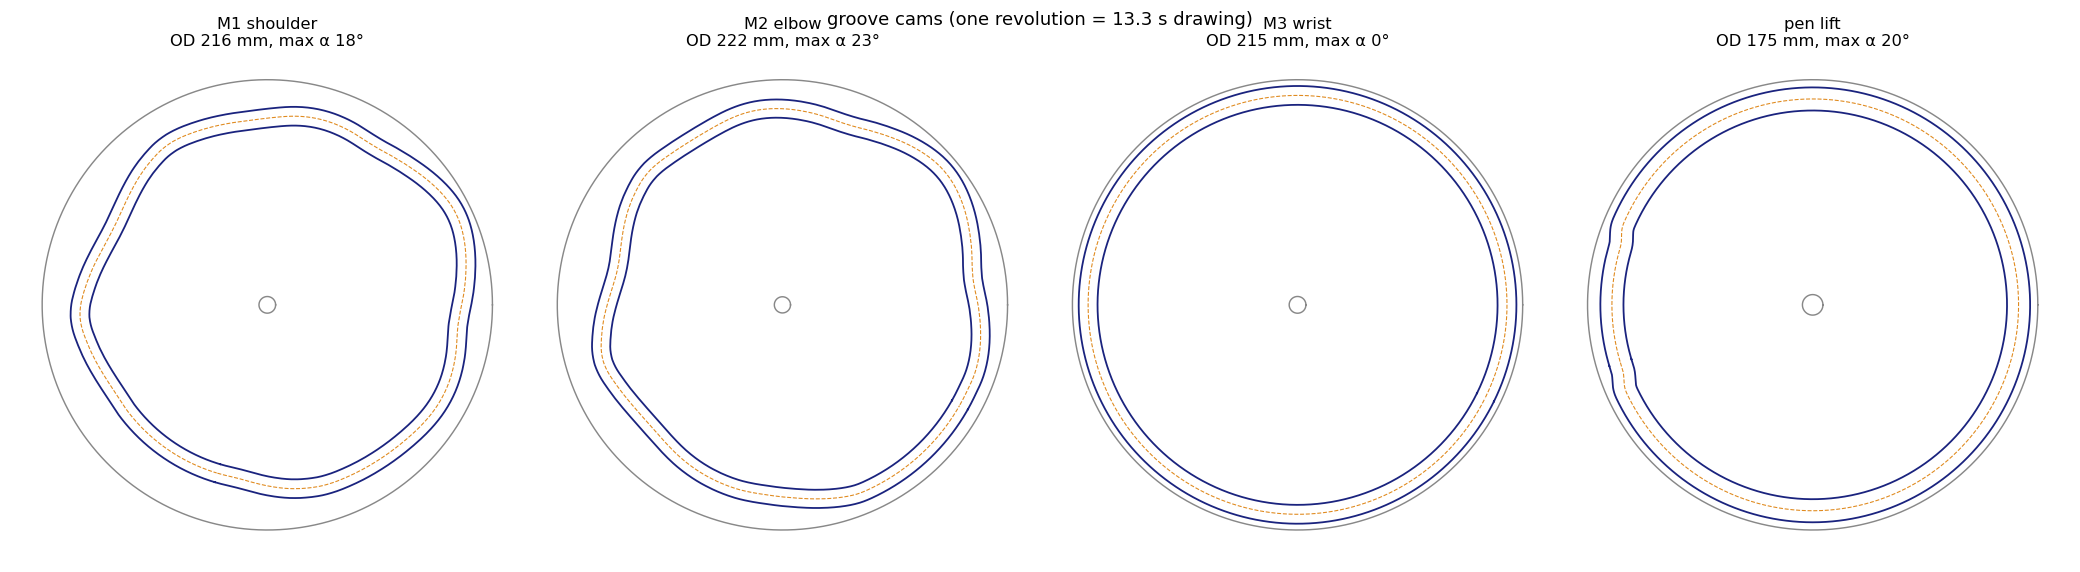 groove cams (one revolution = 13.3 s drawing)
M1 shoulder
OD 216 mm, max α 18°
M2 elbow
OD 222 mm, max α 23°
M3 wrist
OD 215 mm, max α 0°
pen lift
OD 175 mm, max α 20°